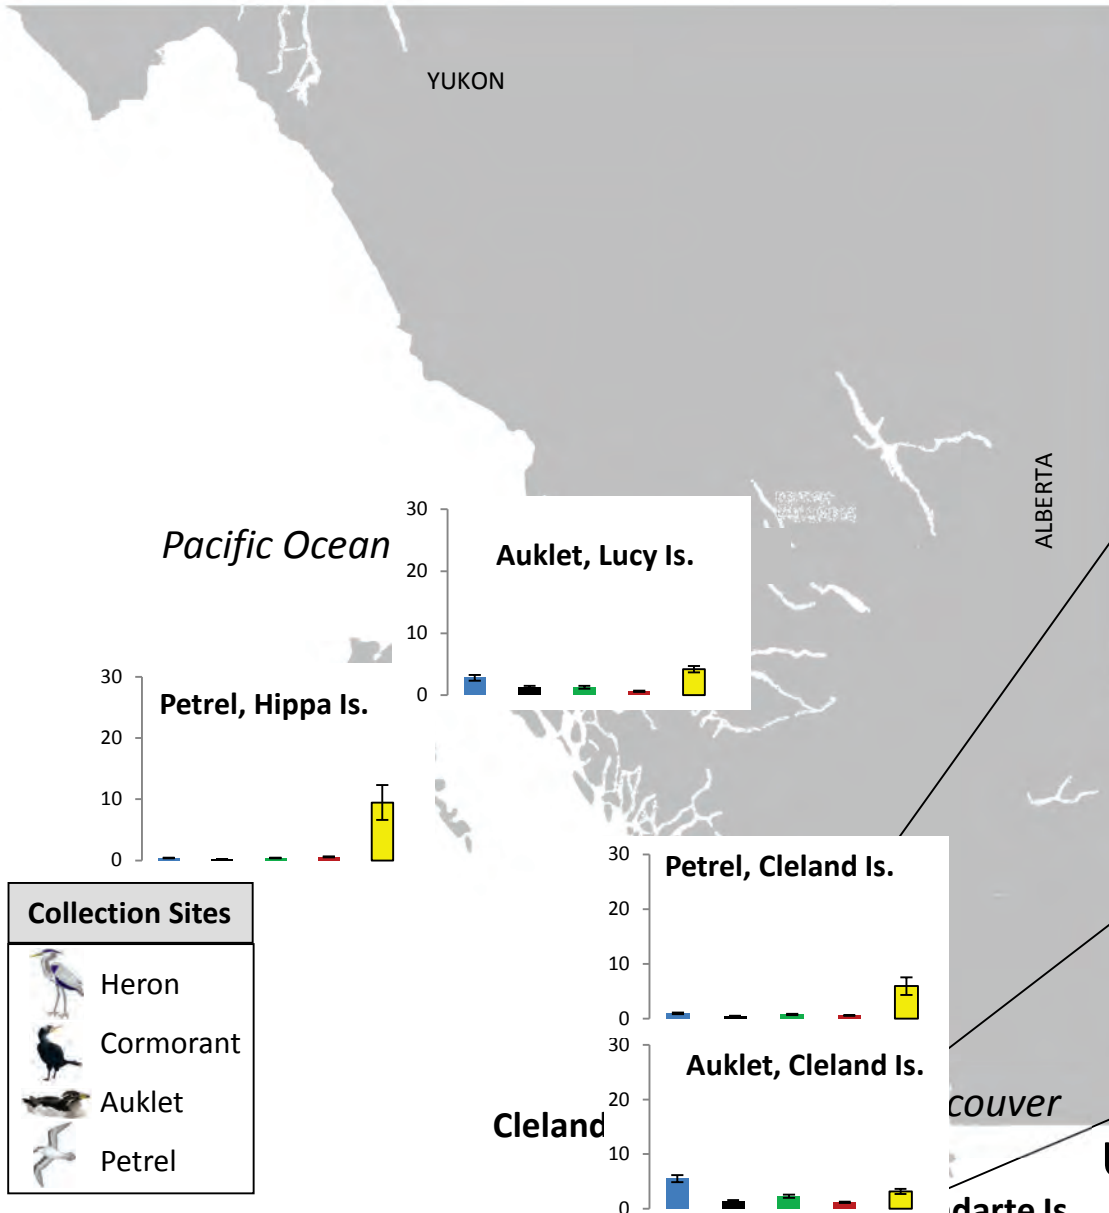 YUKON
ALBERTA
Pacific Ocean
30
20
10
0
Auklet, Lucy Is.
30
20
10
0
Petrel, Hippa Is.
Collection Sites
Heron
Cormorant
Auklet
Petrel
30
20
10
0
Petrel, Cleland Is.
30
20
10
0
Auklet, Cleland Is.
Cleland
couver
darte Is